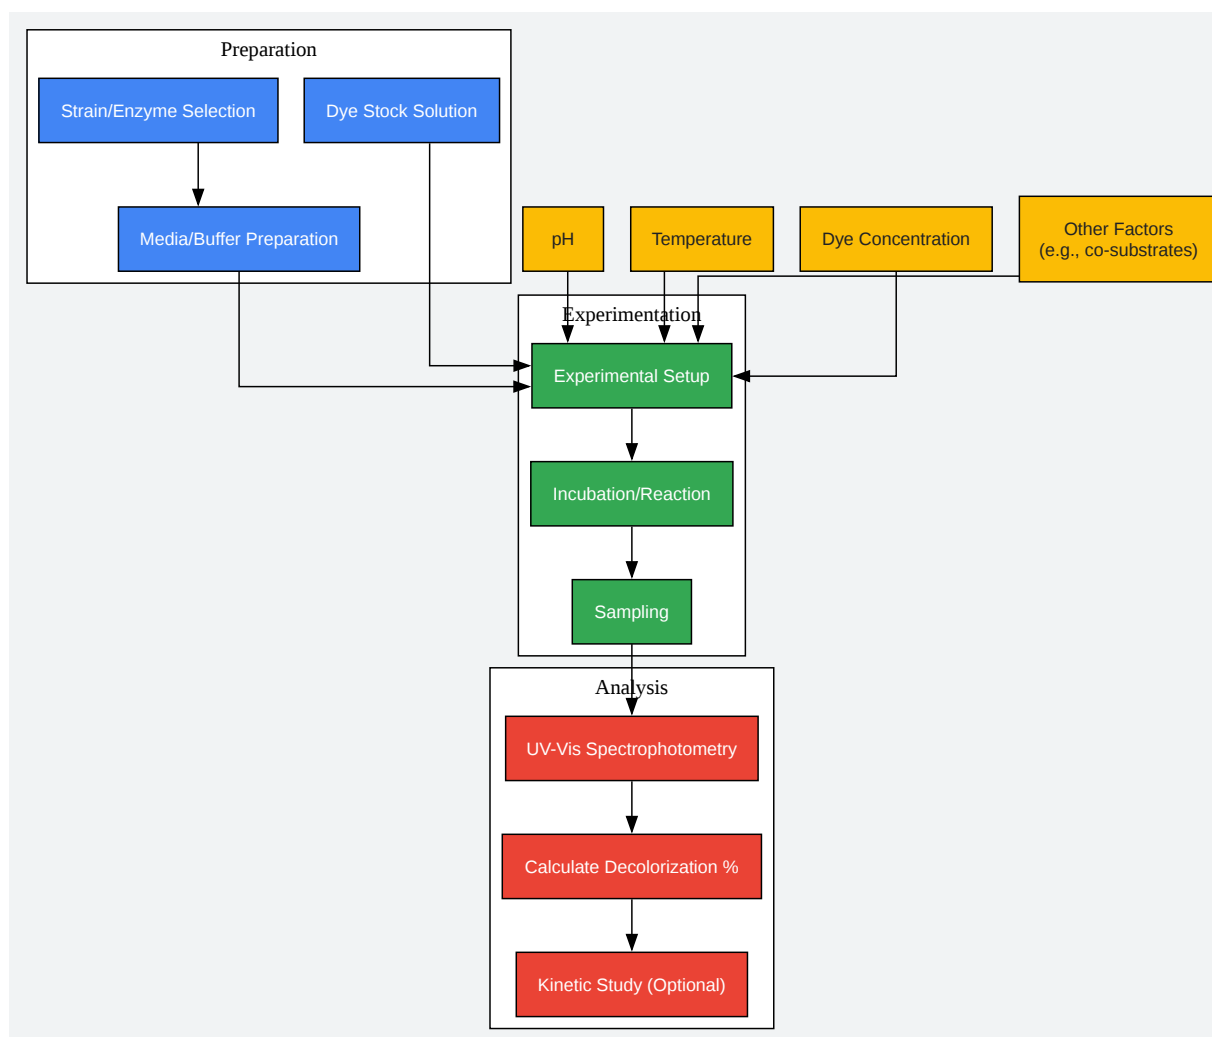 Preparation
Strain/Enzyme Selection
Dye Stock Solution
Media/Buffer Preparation
pH
Temperature
Dye Concentration
Other Factors
(e.g., co-substrates)
Experimentation
Experimental Setup
Incubation/Reaction
Sampling
Analysis
UV-Vis Spectrophotometry
Calculate Decolorization %
Kinetic Study (Optional)